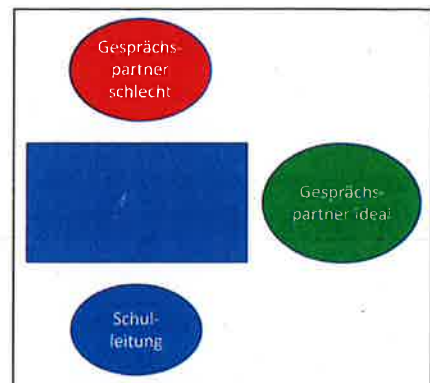 Gesprächs-
partner
schlecht
Gesprächs-
partner ideal
Schul-
leitung